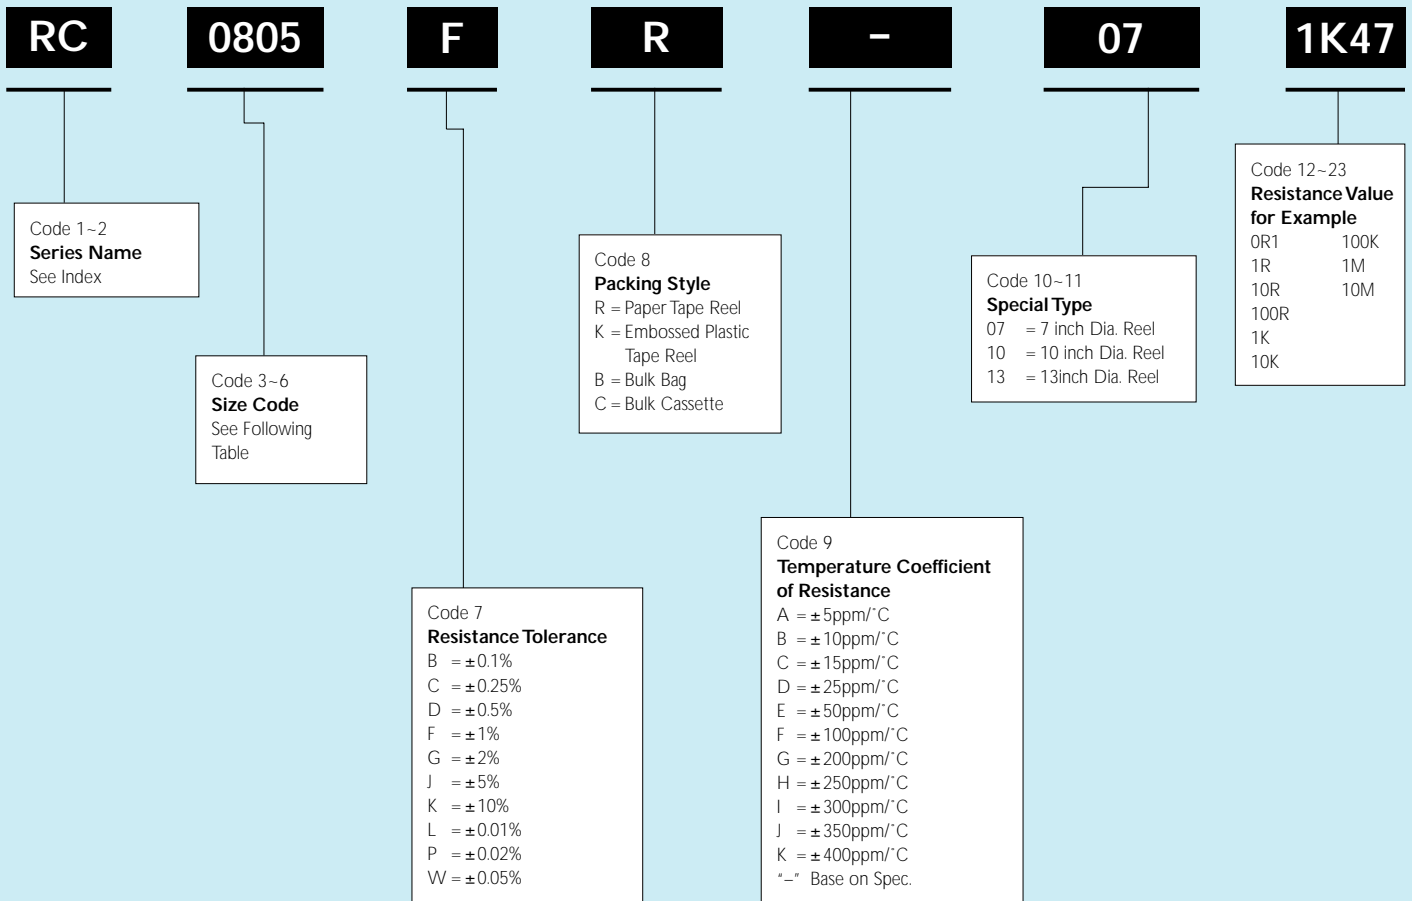 RC 0805 F R – 07 1K47
Code 1~2
Series Name
See Index
Code 3~6
Size Code
See Following
Table
Code 7
Resistance Tolerance
B = ±0.1%
C = ±0.25%
D = ±0.5%
F = ±1%
G = ±2%
J = ±5%
K = ±10%
L = ±0.01%
P = ±0.02%
W = ±0.05%
Code 8
Packing Style
R = Paper Tape Reel
K = Embossed Plastic
Tape Reel
B = Bulk Bag
C = Bulk Cassette
Code 9
Temperature Coefficient
of Resistance
A = ±5ppm/˚C
B = ±10ppm/˚C
C = ±15ppm/˚C
D = ±25ppm/˚C
E = ±50ppm/˚C
F = ±100ppm/˚C
G = ±200ppm/˚C
H = ±250ppm/˚C
I = ±300ppm/˚C
J = ±350ppm/˚C
K = ±400ppm/˚C
"–" Base on Spec.
Code 10~11
Special Type
07 = 7 inch Dia. Reel
10 = 10 inch Dia. Reel
13 = 13inch Dia. Reel
Code 12~23
Resistance Value
for Example
0R1 100K
1R 1M
10R 10M
100R
1K
10K